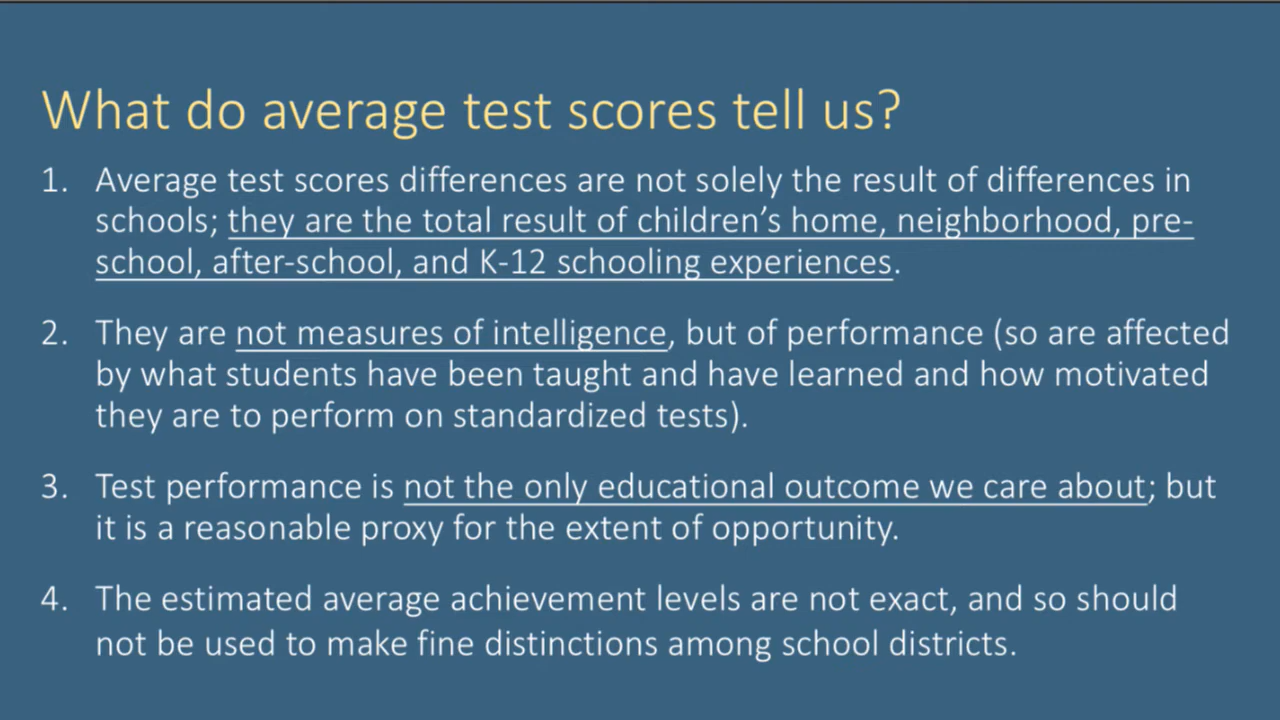 What do average test scores tell us?
1. Average test scores differences are not solely the result of differences in
schools; they are the total result of children’s home, neighborhood, pre-
school, after-school, and K-12 schooling experiences.
2. They are not measures of intelligence, but of performance (so are affected
by what students have been taught and have learned and how motivated
they are to perform on standardized tests).
3. Test performance is not the only educational outcome we care about; but
it is a reasonable proxy for the extent of opportunity.
4. The estimated average achievement levels are not exact, and so should
not be used to make fine distinctions among school districts.